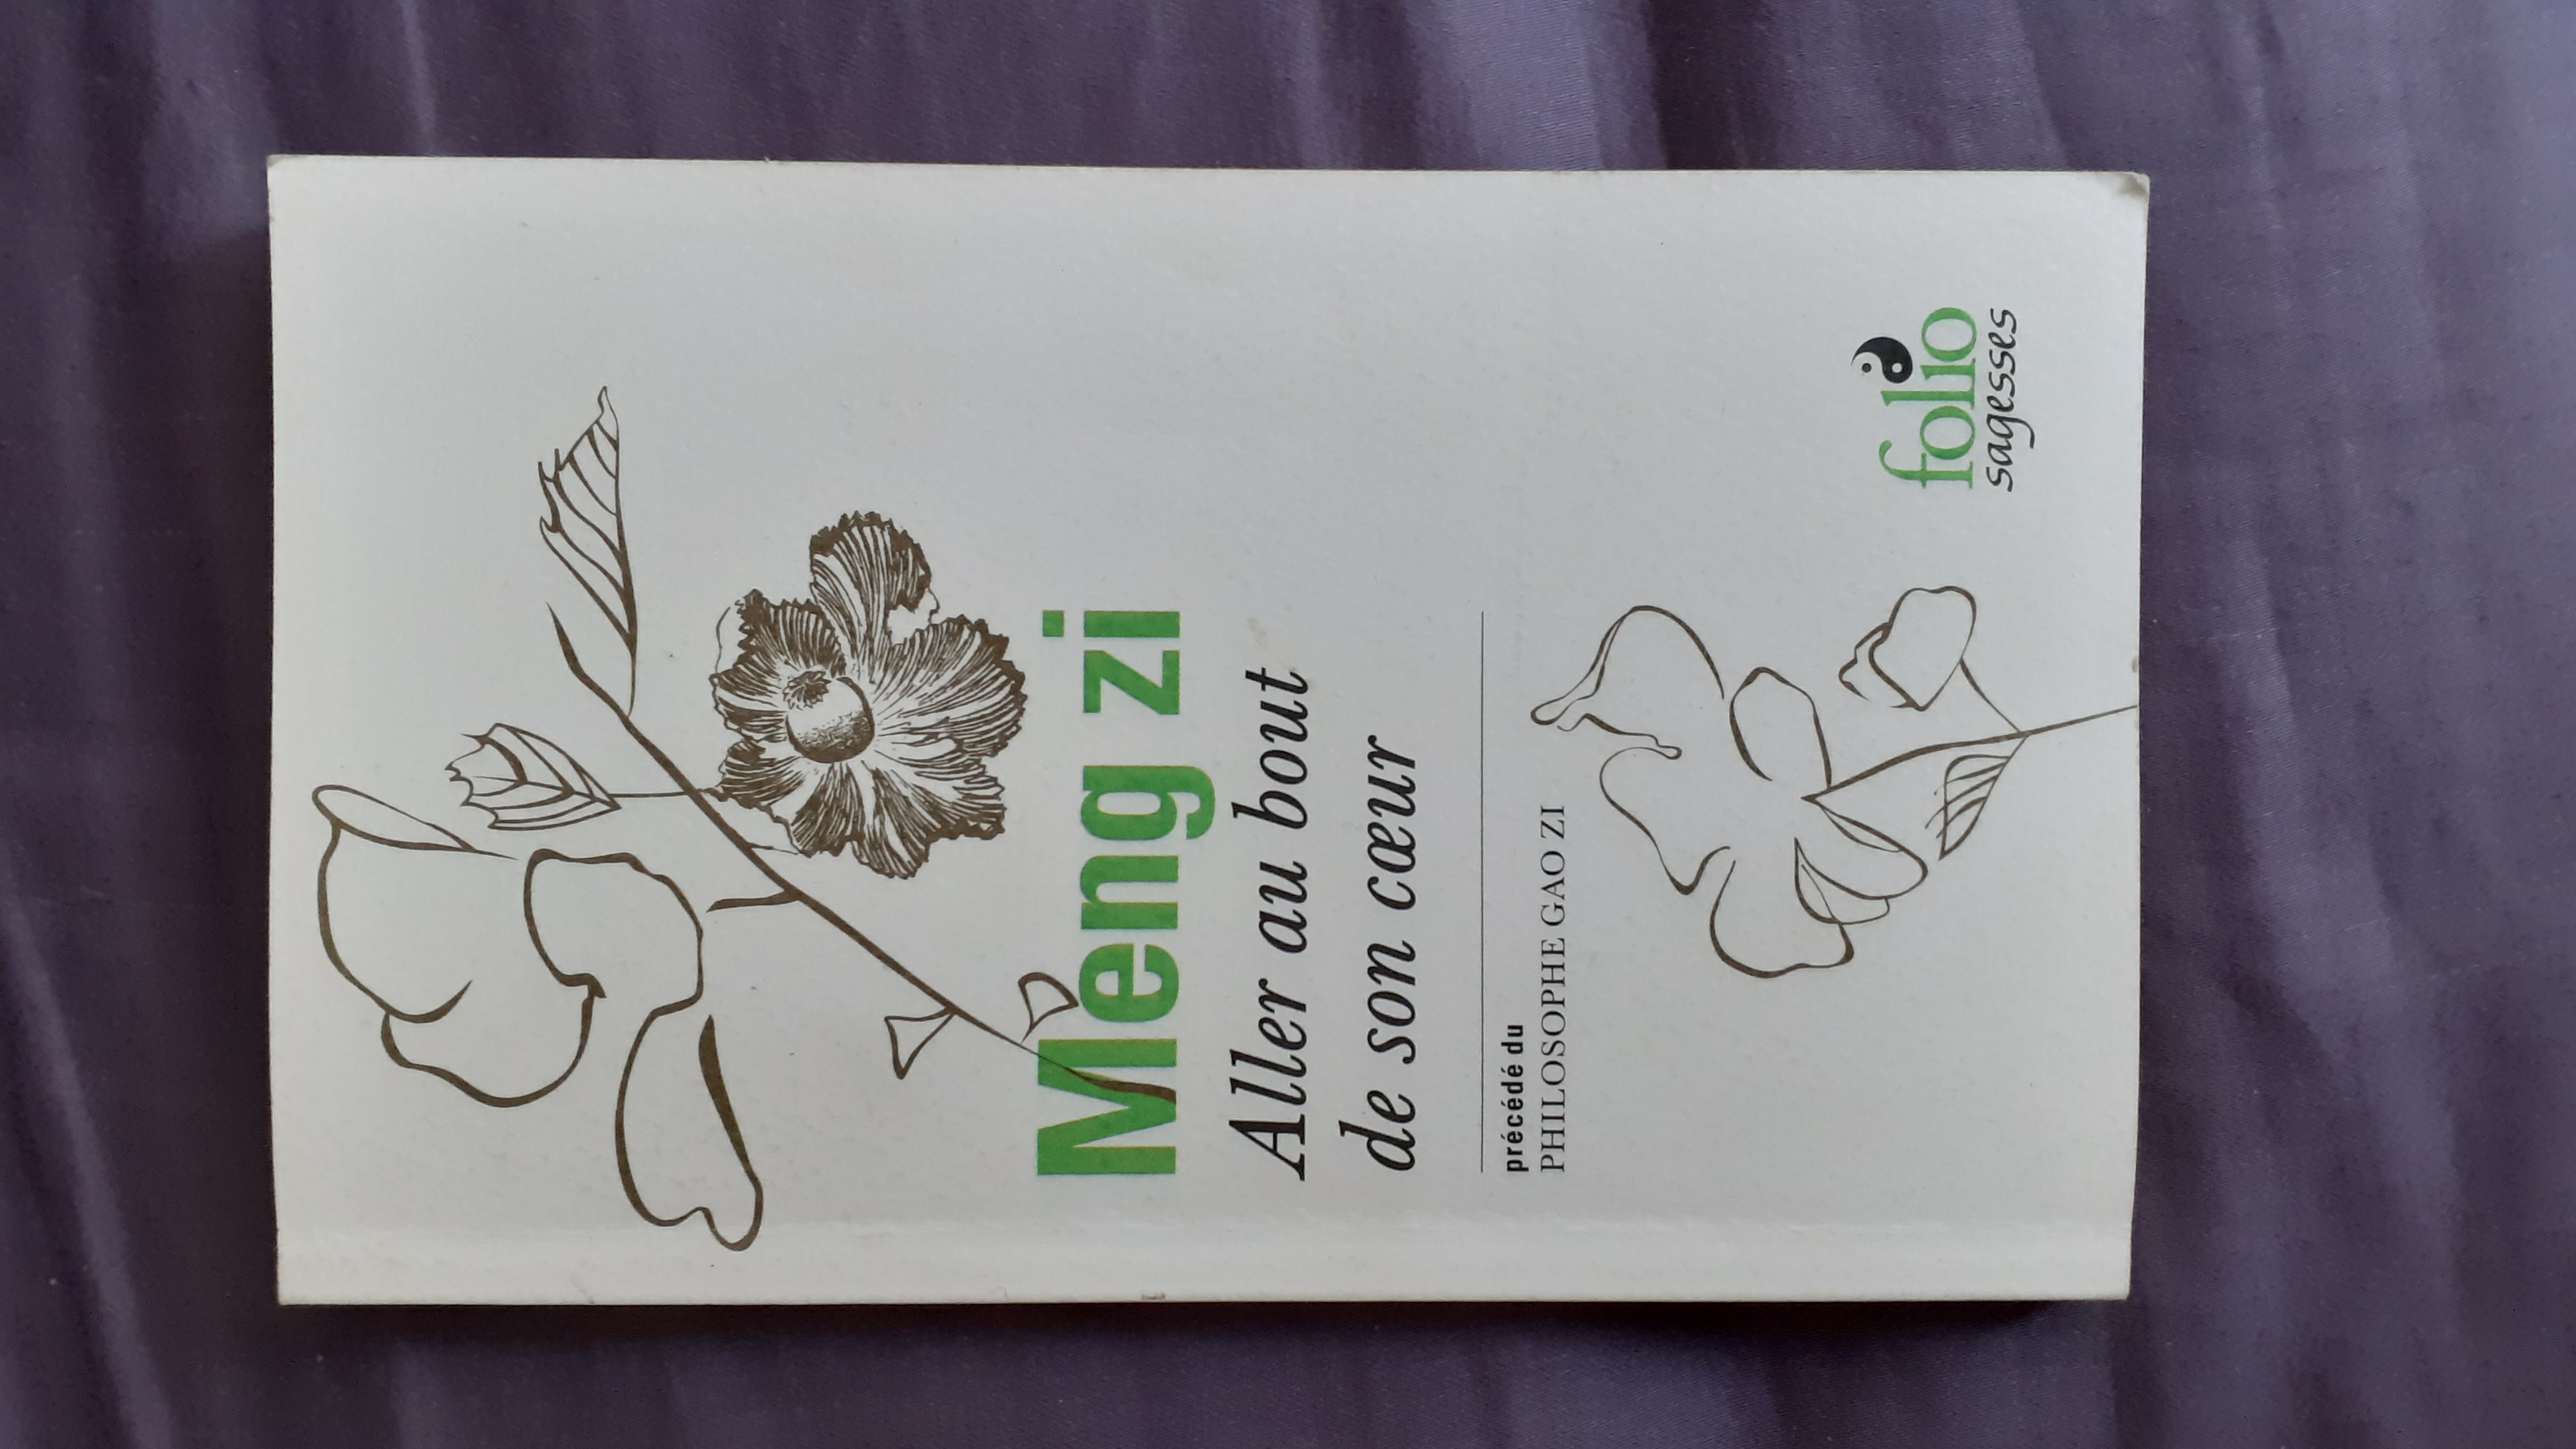 Meng zi
Aller au bout
de son cœur
précédé du
PHILOSOPHE GAO ZI
folio
sagesses